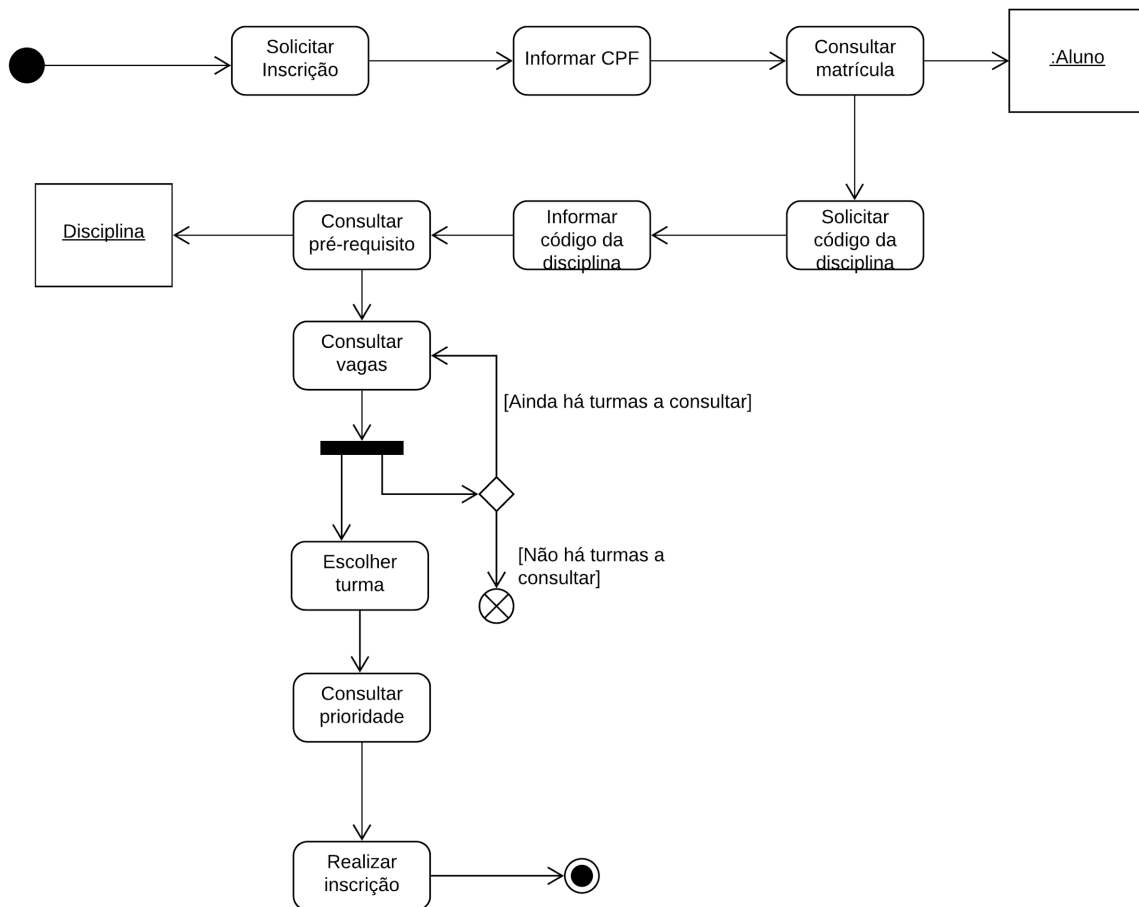 Solicitar
Inscrição
Informar CPF
Consultar
matrícula
:Aluno
Disciplina
Consultar
pré-requisito
Informar
código da
disciplina
Solicitar
código da
disciplina
Consultar
vagas
[Ainda há turmas a consultar]
[Não há turmas a
consultar]
Escolher
turma
Consultar
prioridade
Realizar
inscrição